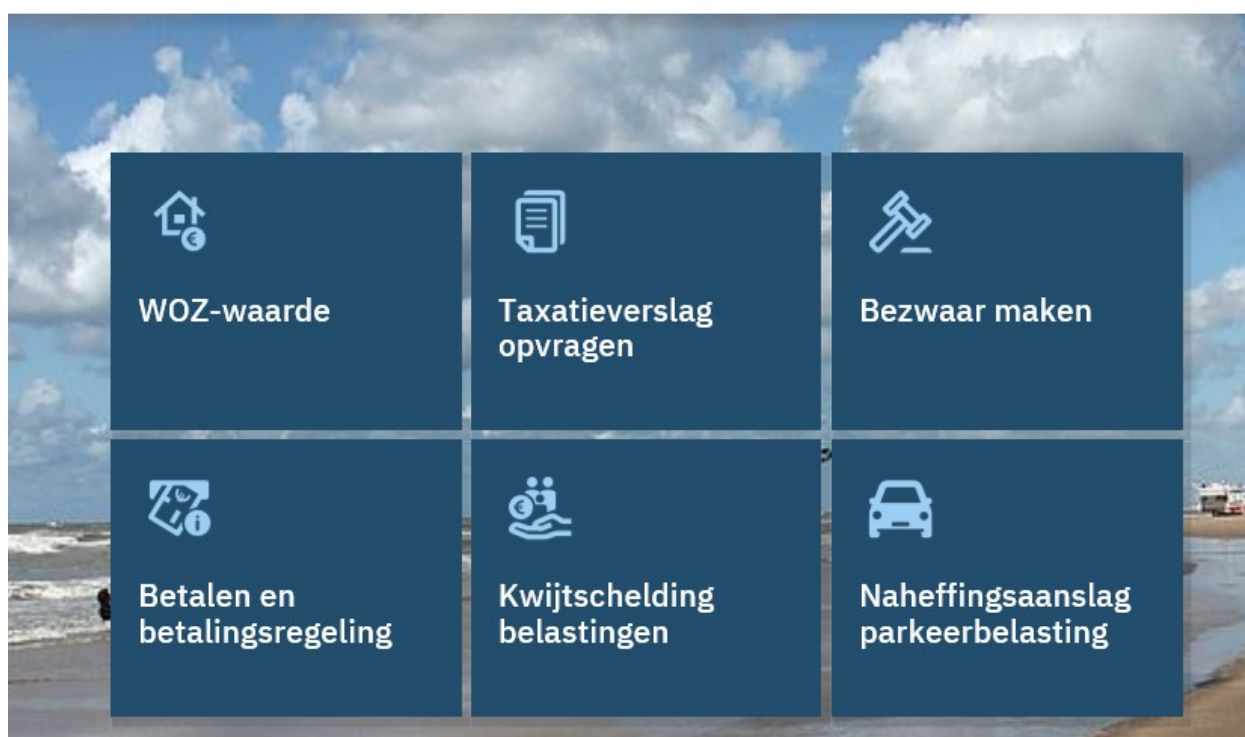 WOZ-waarde
Taxatieverslag
opvragen
Bezwaar maken
Betalen en
betalingsregeling
Kwijtschelding
belastingen
Naheffingsaanslag
parkeerbelasting